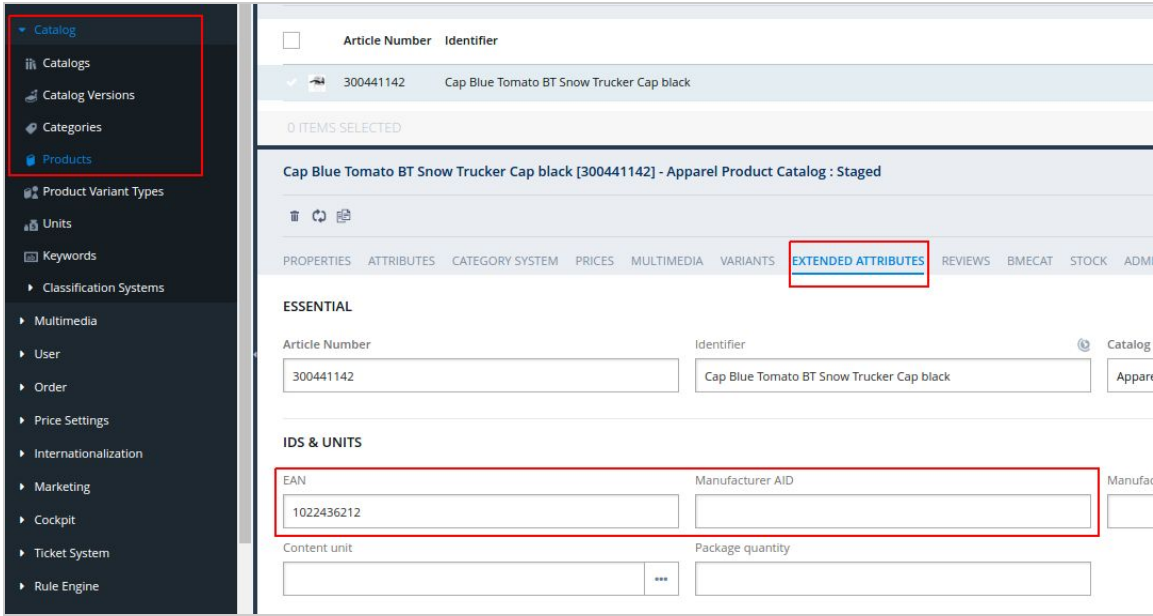 Catalog
Catalogs
Catalog Versions
Categories
Products
Product Variant Types
Units
Keywords
Classification Systems
Multimedia
User
Order
Price Settings
Internationalization
Marketing
Cockpit
Ticket System
Rule Engine
Article Number Identifier
300441142 Cap Blue Tomato BT Snow Trucker Cap black
0 ITEMS SELECTED
Cap Blue Tomato BT Snow Trucker Cap black [300441142] - Apparel Product Catalog : Staged
PROPERTIES ATTRIBUTES CATEGORY SYSTEM PRICES MULTIMEDIA VARIANTS EXTENDED ATTRIBUTES REVIEWS BMECAT STOCK ADMI
ESSENTIAL
Article Number Identifier Catalog
300441142 Cap Blue Tomato BT Snow Trucker Cap black Appare
IDS & UNITS
EAN Manufacturer AID Manufac
1022436212
Content unit Package quantity